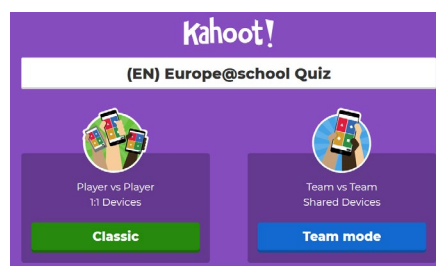 Kahoot!
(EN) Europe@school Quiz
Player vs Player
1:1 Devices
Classic
Team vs Team
Shared Devices
Team mode